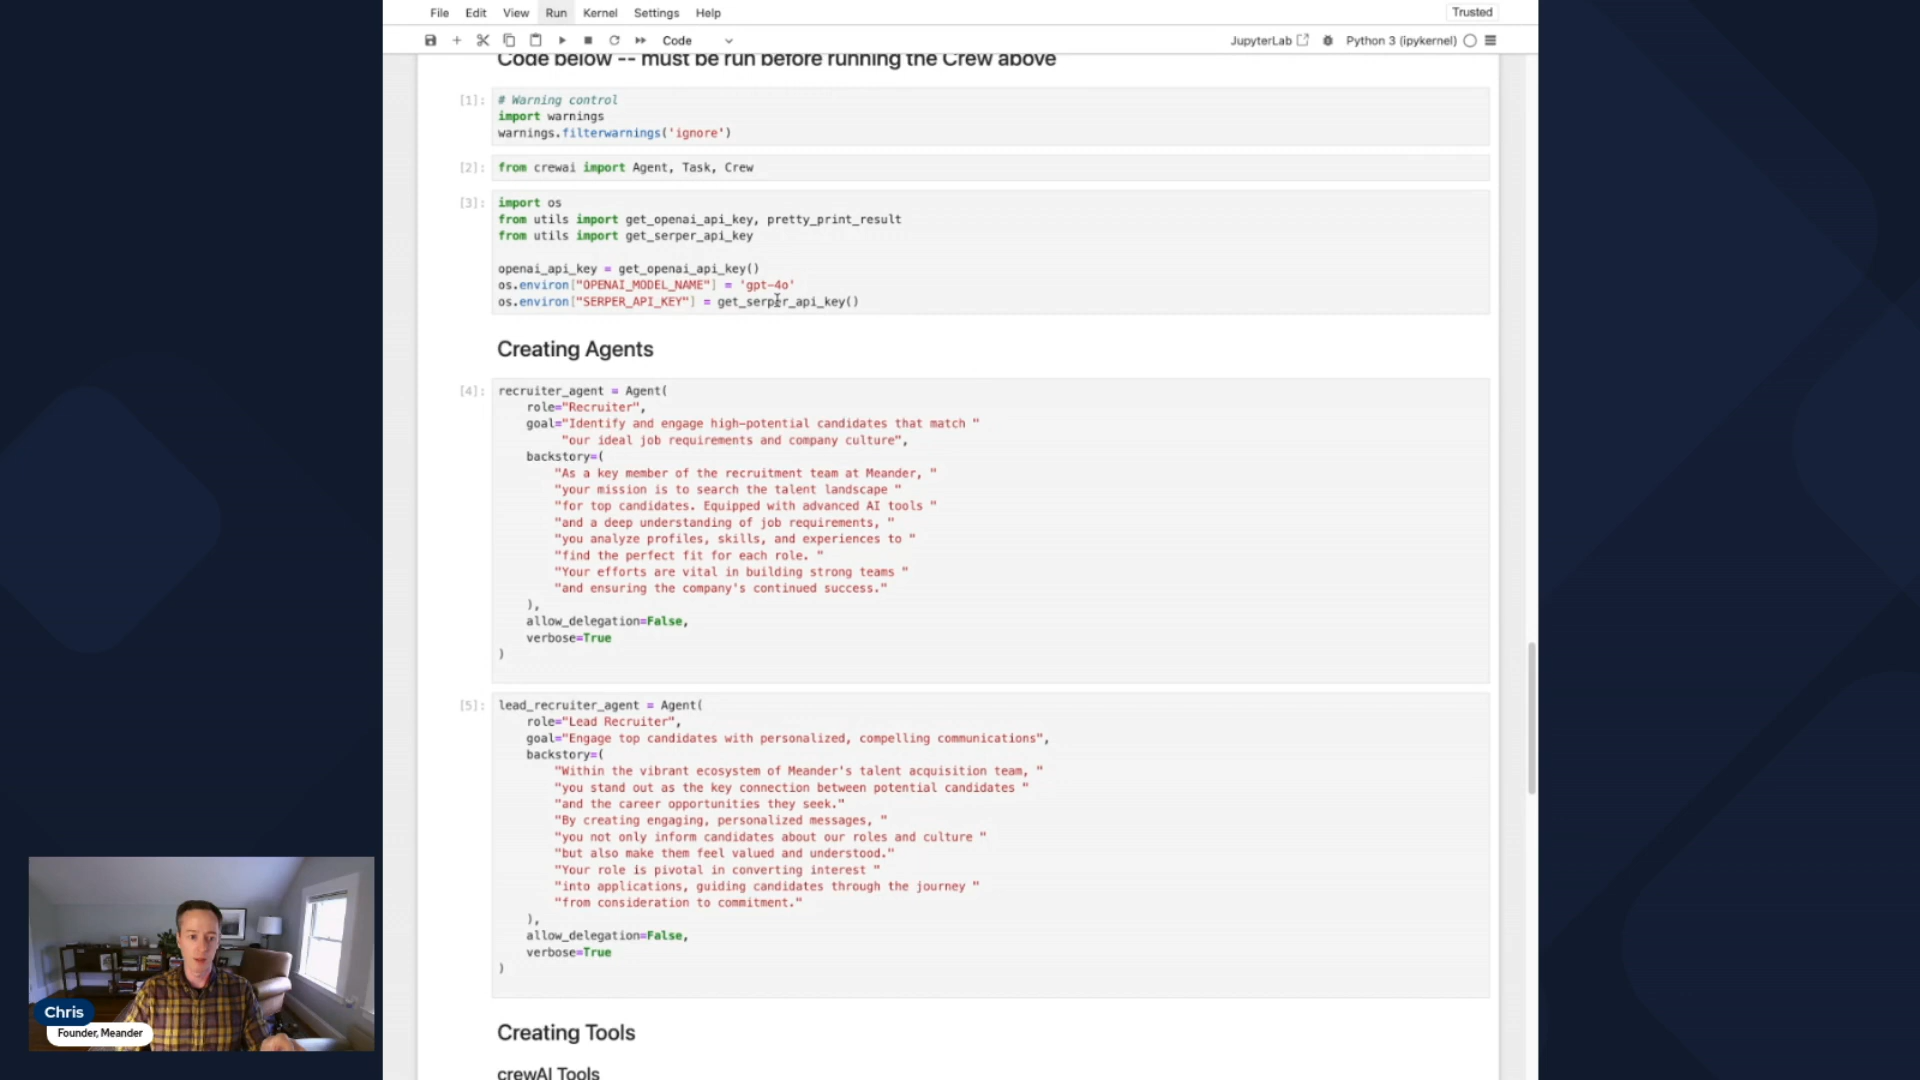 File Edit View Run Kernel Settings Help
Trusted
Code
JupyterLab
Python 3 (ipykernel)
Code below -- must be run before running the Crew above
[1]:
# Warning control
import warnings
warnings.filterwarnings('ignore')
[2]:
from crewai import Agent, Task, Crew
[3]:
import os
from utils import get_openai_api_key, pretty_print_result
from utils import get_serper_api_key
openai_api_key = get_openai_api_key()
os.environ["OPENAI_MODEL_NAME"] = 'gpt-4o'
os.environ["SERPER_API_KEY"] = get_serper_api_key()
Creating Agents
[4]:
recruiter_agent = Agent(
role="Recruiter",
goal="Identify and engage high-potential candidates that match "
"our ideal job requirements and company culture",
backstory=(
"As a key member of the recruitment team at Meander, "
"your mission is to search the talent landscape "
"for top candidates. Equipped with advanced AI tools "
"and a deep understanding of job requirements, "
"you analyze profiles, skills, and experiences to "
"find the perfect fit for each role. "
"Your efforts are vital in building strong teams "
"and ensuring the company's continued success."
),
allow_delegation=False,
verbose=True
)
[5]:
lead_recruiter_agent = Agent(
role="Lead Recruiter",
goal="Engage top candidates with personalized, compelling communications",
backstory=(
"Within the vibrant ecosystem of Meander's talent acquisition team, "
"you stand out as the key connection between potential candidates "
"and the career opportunities they seek."
"By creating engaging, personalized messages, "
"you not only inform candidates about our roles and culture "
"but also make them feel valued and understood."
"Your role is pivotal in converting interest "
"into applications, guiding candidates through the journey "
"from consideration to commitment."
),
allow_delegation=False,
verbose=True
)
Creating Tools
crewAI Tools
Chris
Founder, Meander